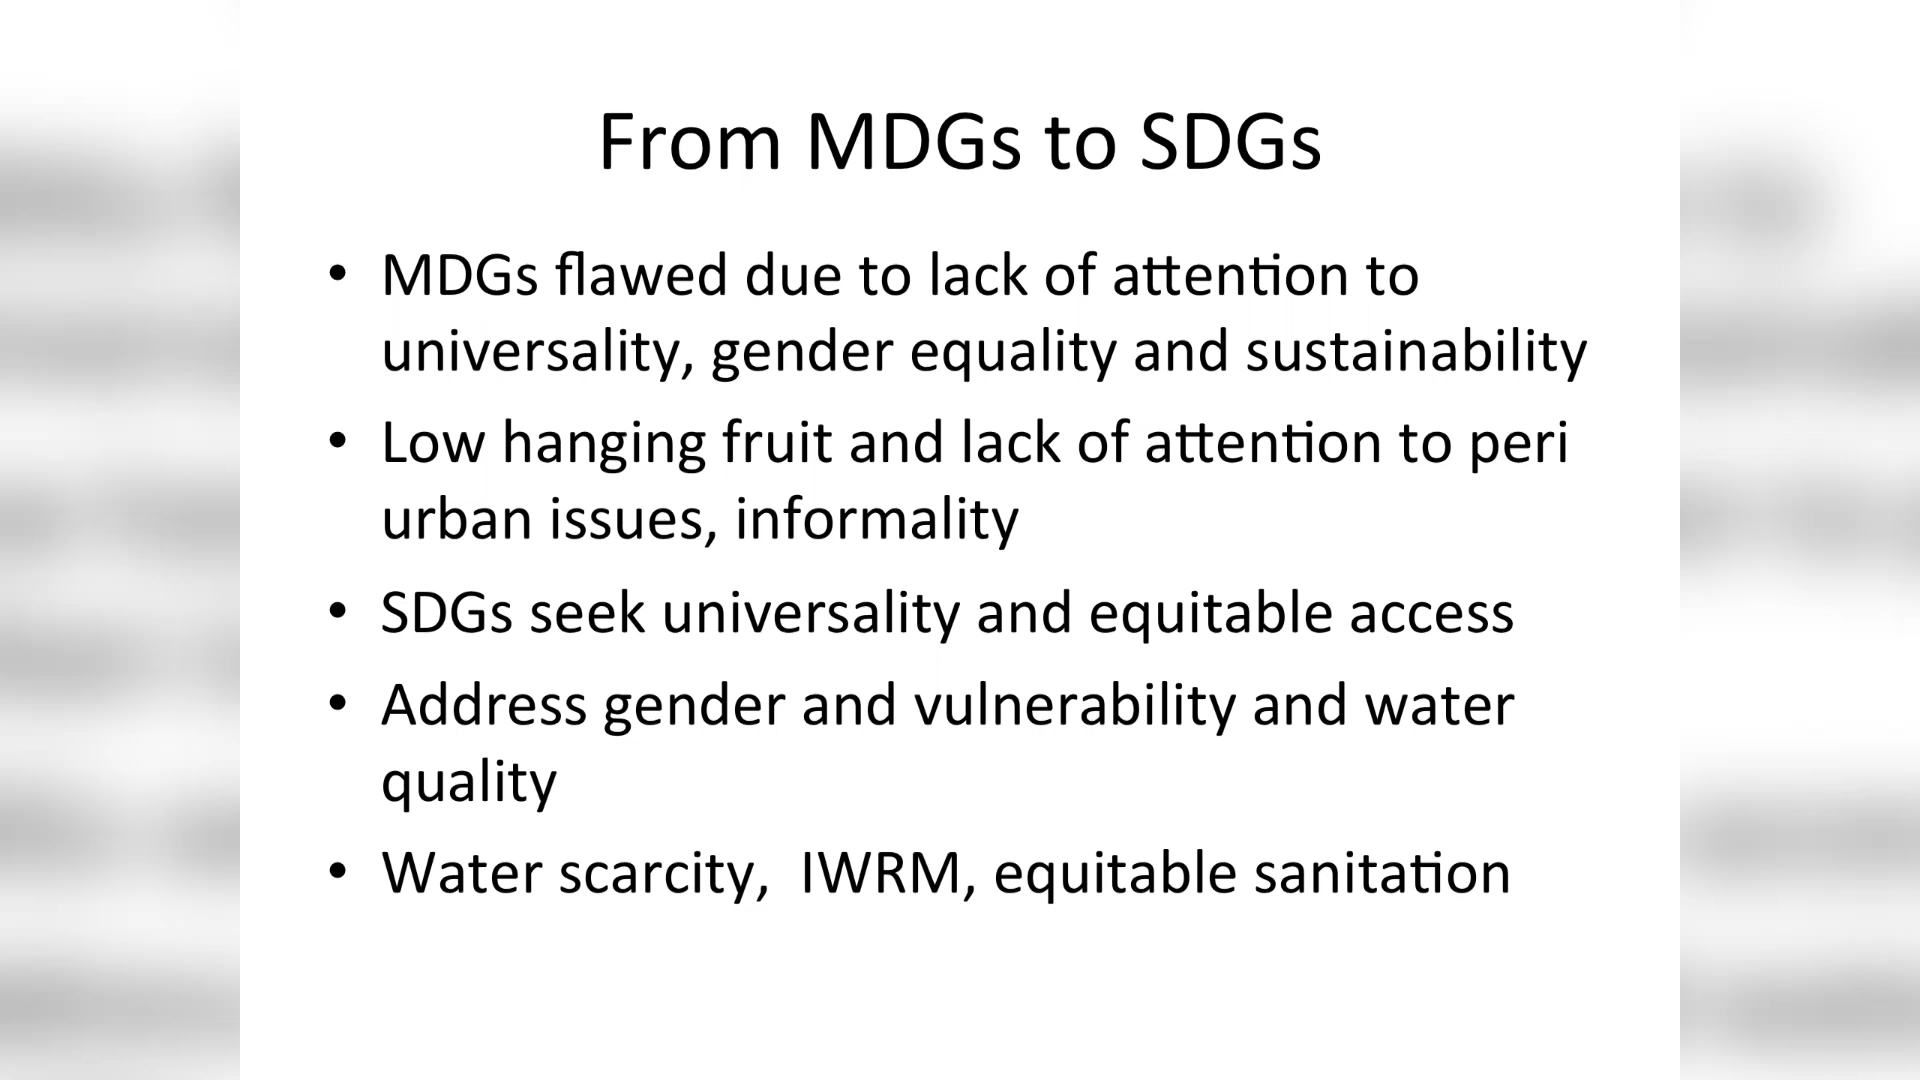 From MDGs to SDGs
• MDGs flawed due to lack of attention to
universality, gender equality and sustainability
• Low hanging fruit and lack of attention to peri
urban issues, informality
• SDGs seek universality and equitable access
• Address gender and vulnerability and water
quality
• Water scarcity,  IWRM, equitable sanitation